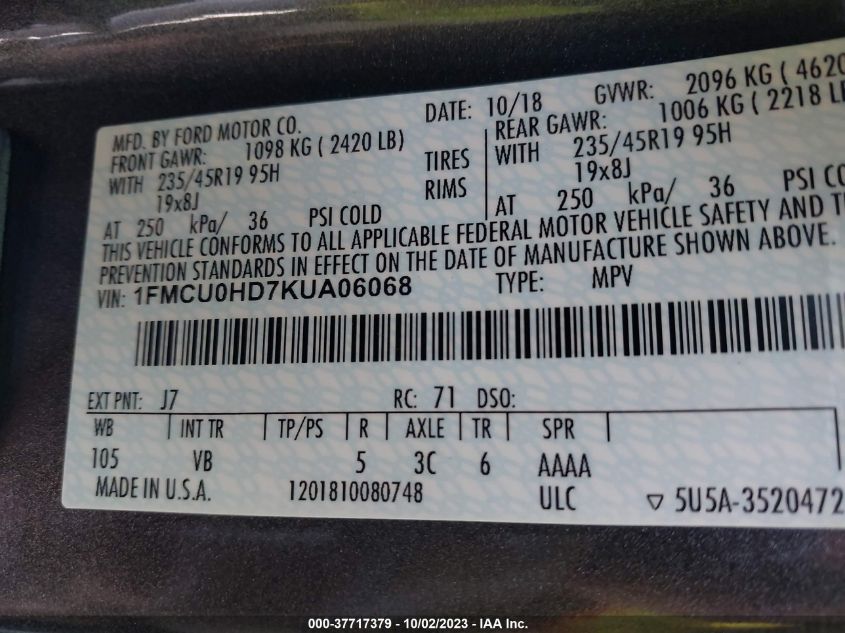 MFD. BY FORD MOTOR CO. DATE: 10/18 GVWR: 2096 KG ( 4620
FRONT GAWR: 1098 KG ( 2420 LB) REAR GAWR: 1006 KG ( 2218 L
WITH 235/45R19 95H TIRES WITH 235/45R19 95H
19x8J RIMS 19x8J
AT 250 kPa/ 36 PSI COLD AT 250 kPa/ 36 PSI CO
THIS VEHICLE CONFORMS TO ALL APPLICABLE FEDERAL MOTOR VEHICLE SAFETY AND T
PREVENTION STANDARDS IN EFFECT ON THE DATE OF MANUFACTURE SHOWN ABOVE.
VIN: 1FMCU0HD7KUA06068 TYPE: MPV
EXT PNT: J7 RC: 71 DSO:
WB INT TR TP/PS R AXLE TR SPR
105 VB 5 3C 6 AAAA
MADE IN U.S.A. 1201810080748 ULC ▽ 5U5A-3520472
000-37717379 - 10/02/2023 - IAA Inc.